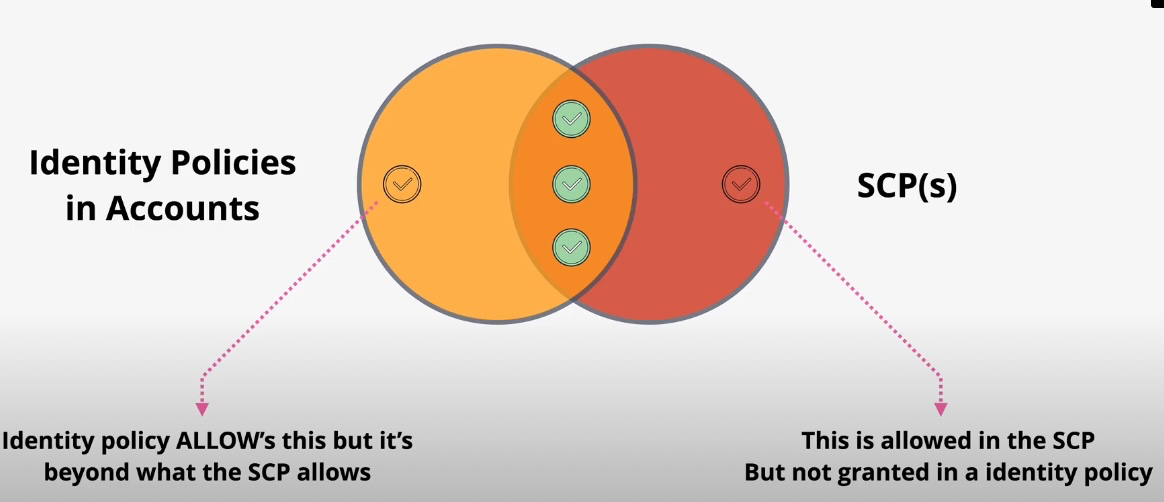 Identity Policies
in Accounts
SCP(s)
Identity policy ALLOW's this but it's
beyond what the SCP allows
This is allowed in the SCP
But not granted in a identity policy